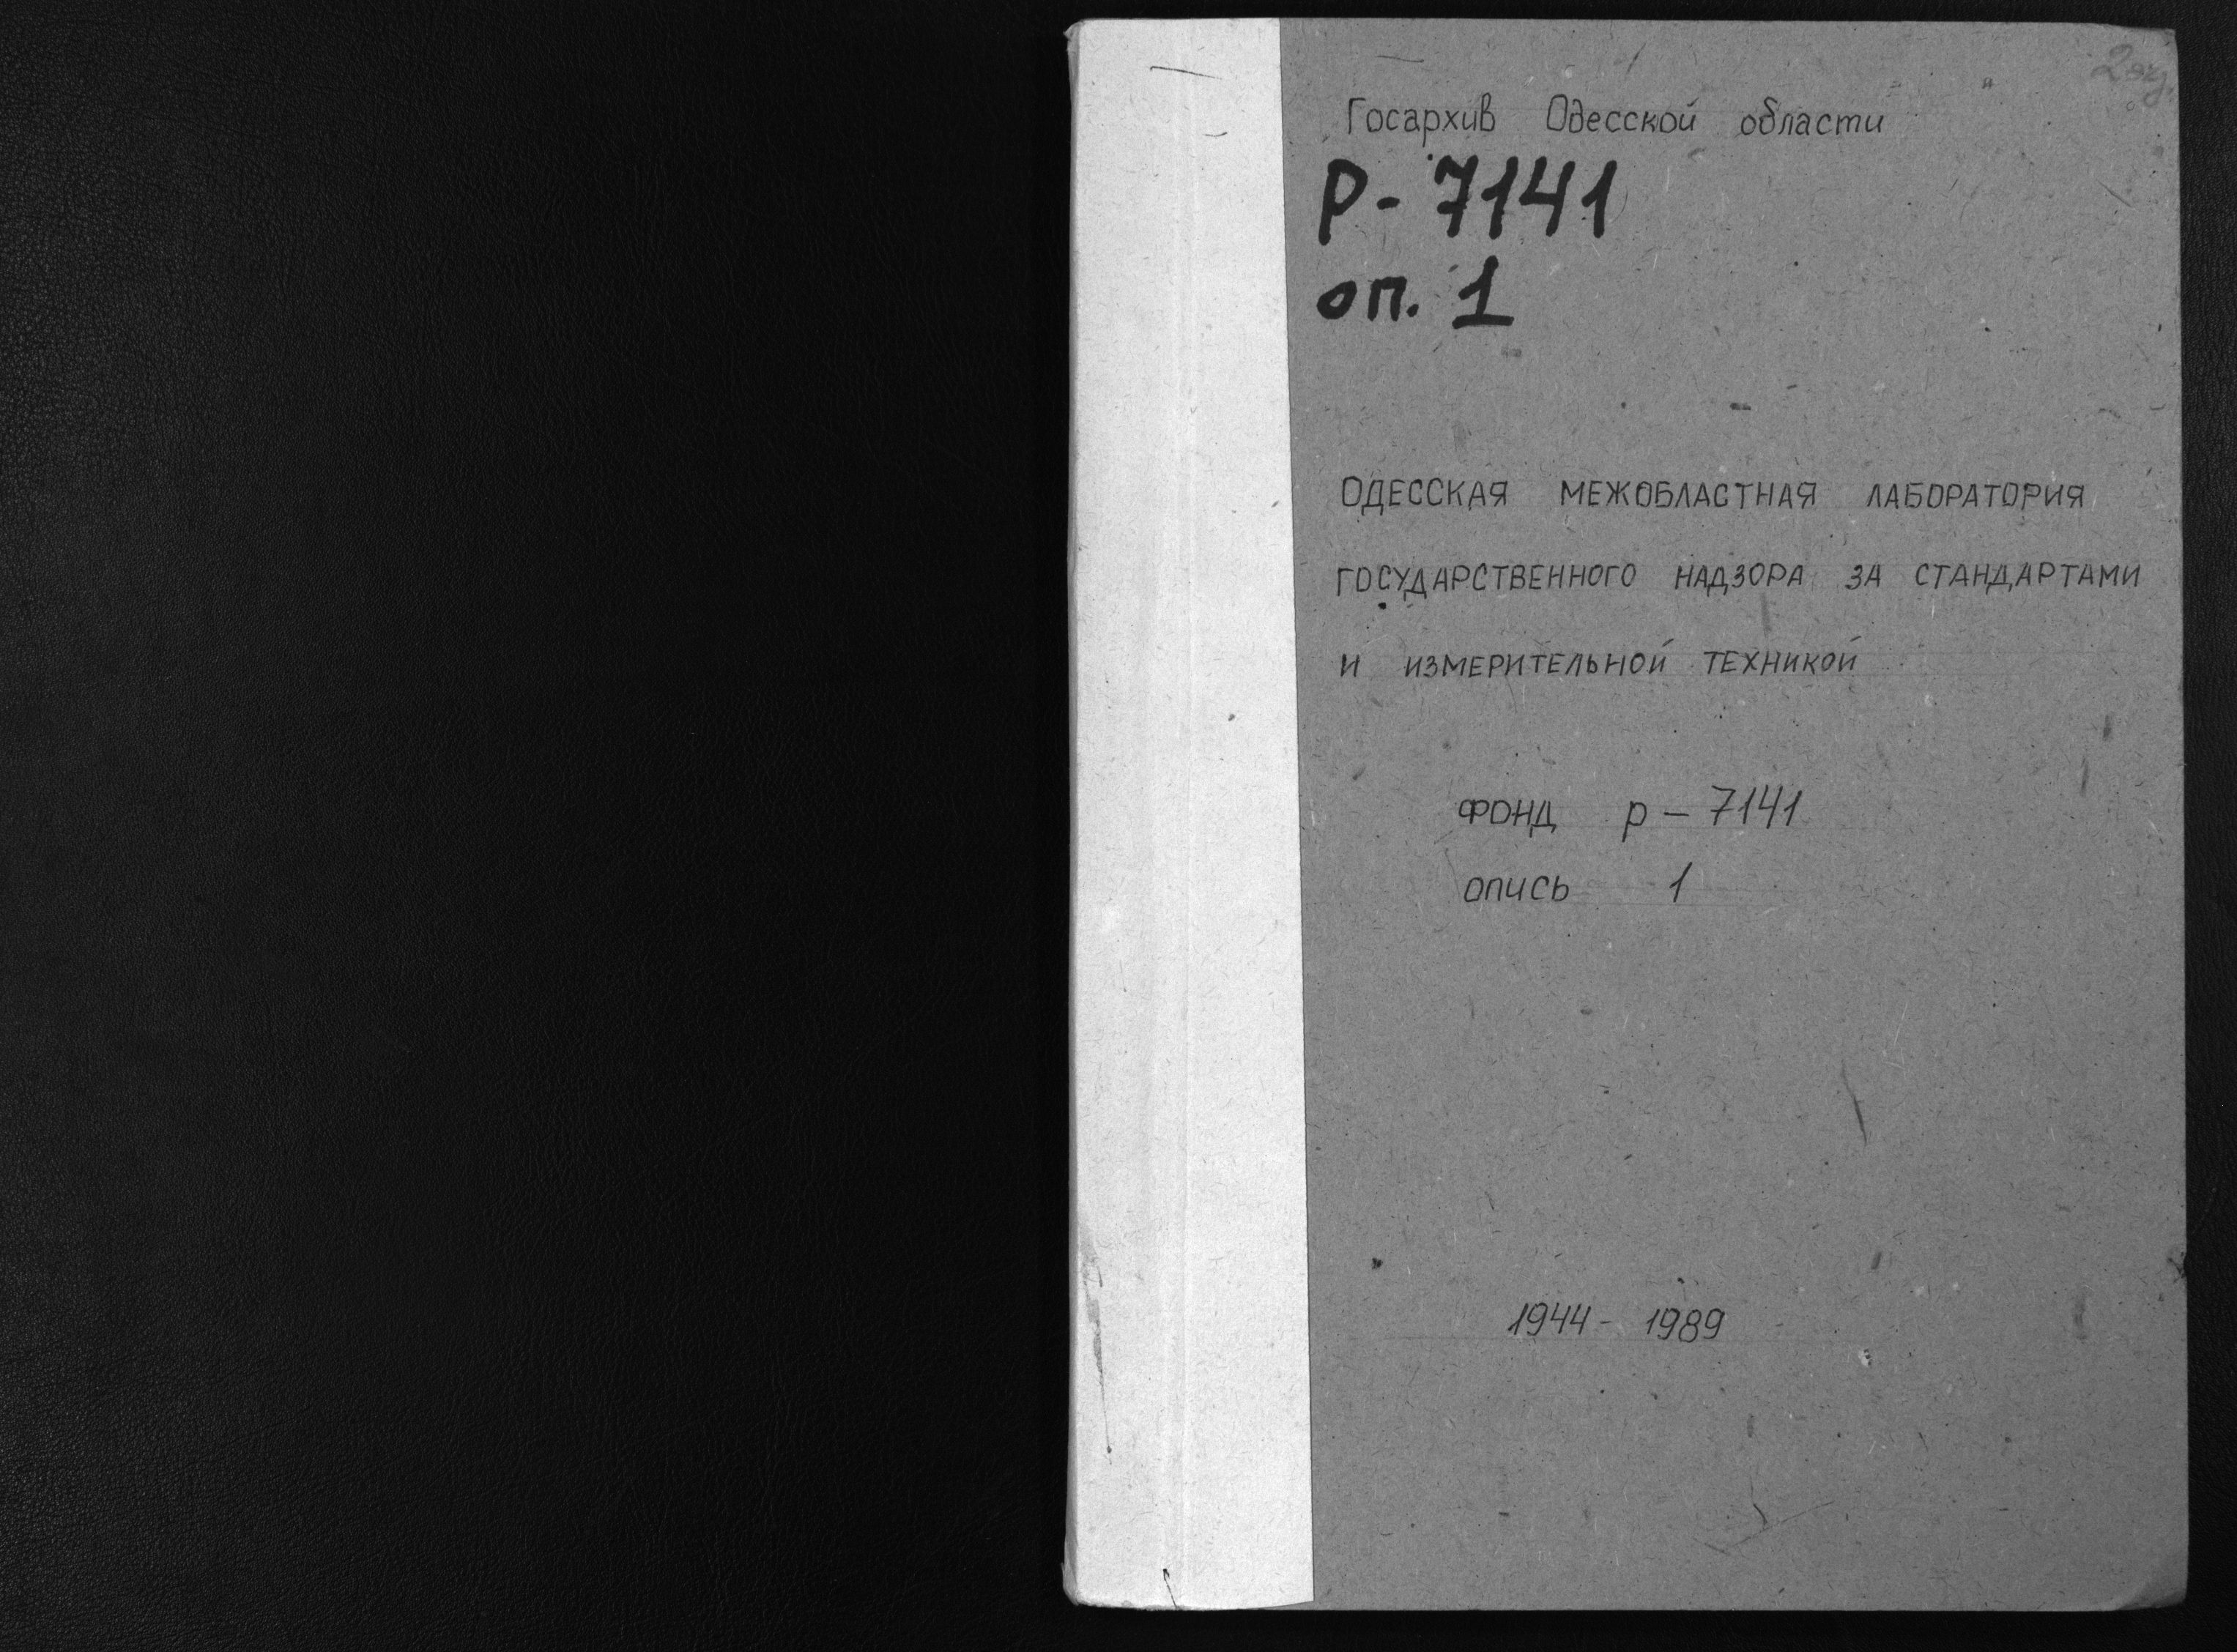 Госархив Одесской области
Р-7141
оп. 1
ОДЕССКАЯ МЕЖОБЛАСТНАЯ ЛАБОРАТОРИЯ
ГОСУДАРСТВЕННОГО НАДЗОРА ЗА СТАНДАРТАМИ
И ИЗМЕРИТЕЛЬНОЙ ТЕХНИКОЙ
ФОНД р - 7141
ОПИСЬ 1
1944 - 1989